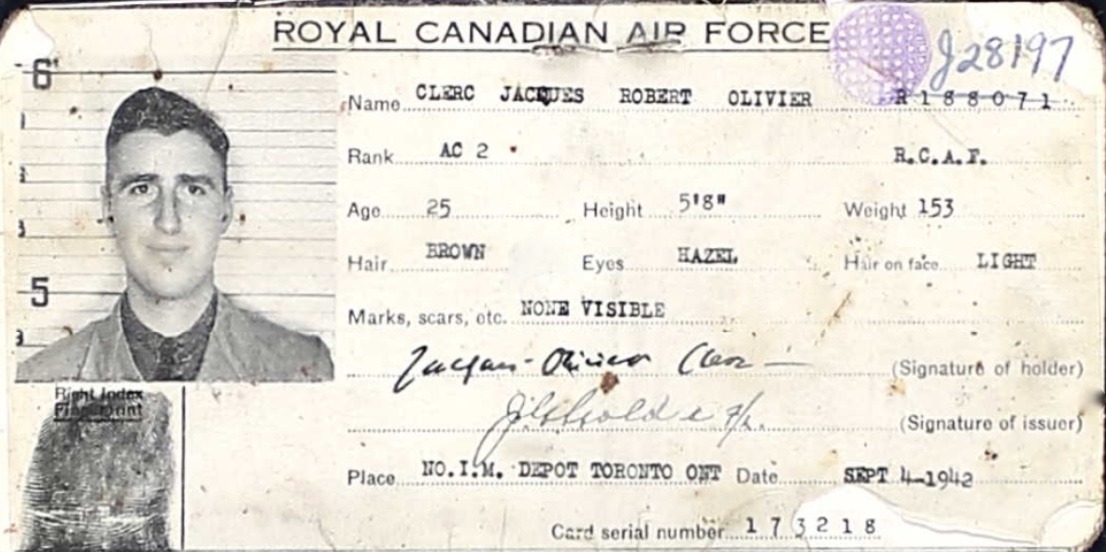 ROYAL CANADIAN AIR FORCE
J28197
6'
Name CLERC JACQUES ROBERT OLIVIER R188071
Rank AC 2 R.C.A.F.
Age 25 Height 5'8" Weight 153
Hair BROWN Eyes HAZEL Hair on face LIGHT
5
Marks, scars, etc. NONE VISIBLE
Jacques Olivier Clerc (Signature of holder)
Right Index
Fingerprint
(Signature of issuer)
Place NO.I.M. DEPOT TORONTO ONT Date SEPT 4-1942
Card serial number 173218